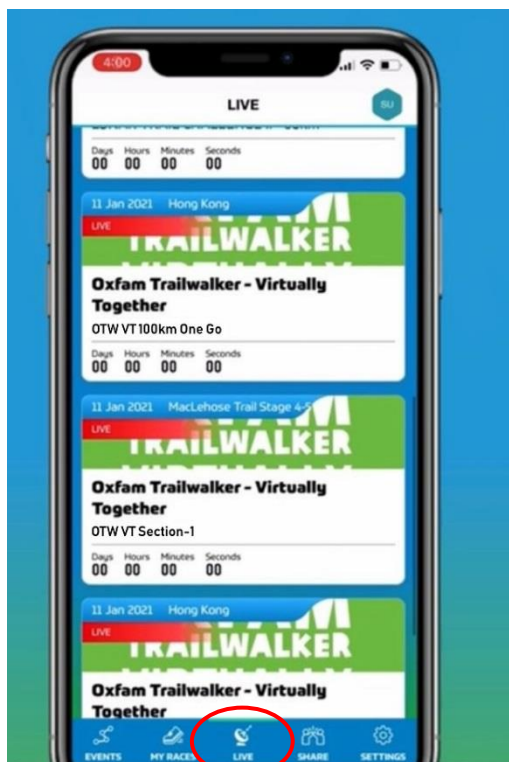 4:00
LIVE
SU
Days Hours Minutes Seconds
00 00 00 00
11 Jan 2021 Hong Kong
LIVE
TRAILWALKER
Oxfam Trailwalker - Virtually
Together
OTW VT 100km One Go
Days Hours Minutes Seconds
00 00 00 00
11 Jan 2021 MacLehose Trail Stage 4-5
LIVE
TRAILWALKER
Oxfam Trailwalker - Virtually
Together
OTW VT Section-1
Days Hours Minutes Seconds
00 00 00 00
11 Jan 2021 Hong Kong
LIVE
TRAILWALKER
Oxfam Trailwalker - Virtually
Together
EVENTS MY RACES LIVE SHARE SETTINGS